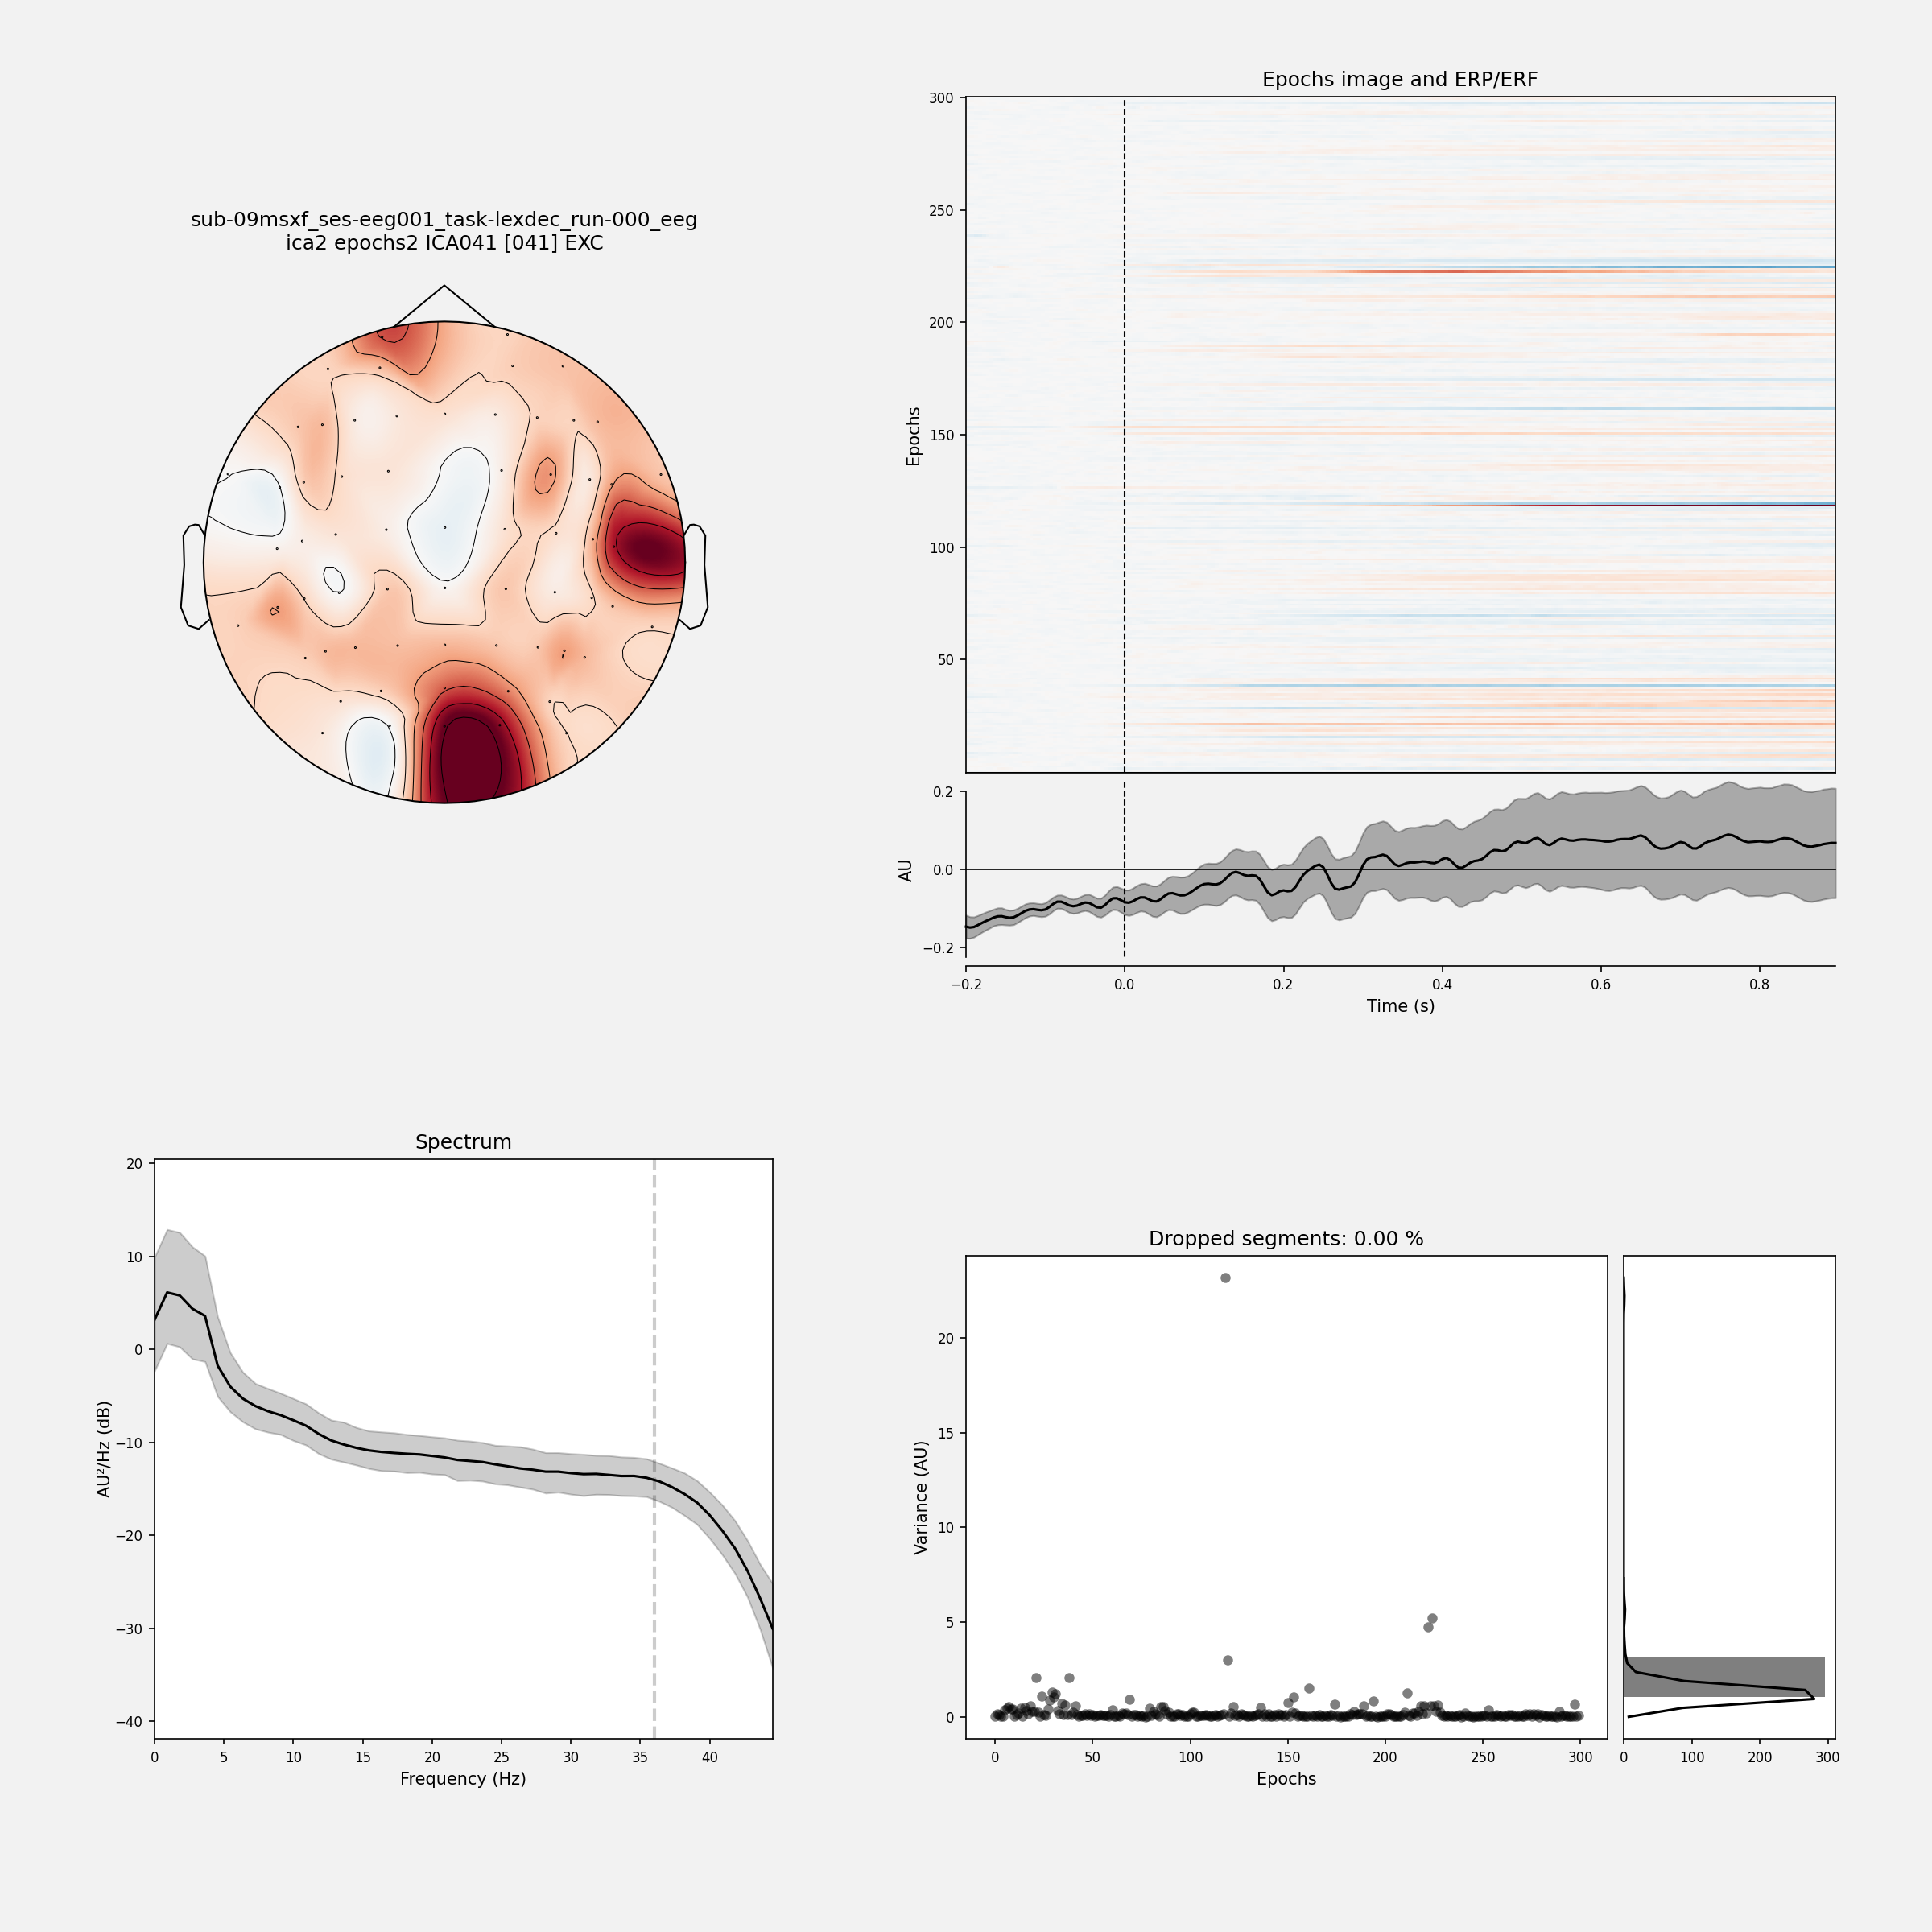 sub-09msxf_ses-eeg001_task-lexdec_run-000_eeg
ica2 epochs2 ICA041 [041] EXC
Epochs image and ERP/ERF
300
250
200
150
100
50
Epochs
0.2
0.0
−0.2
AU
−0.2 0.0 0.2 0.4 0.6 0.8
Time (s)
Spectrum
20
10
0
−10
−20
−30
−40
AU²/Hz (dB)
0 5 10 15 20 25 30 35 40
Frequency (Hz)
Dropped segments: 0.00 %
20
15
10
5
0
Variance (AU)
0 50 100 150 200 250 300
Epochs
0 100 200 300